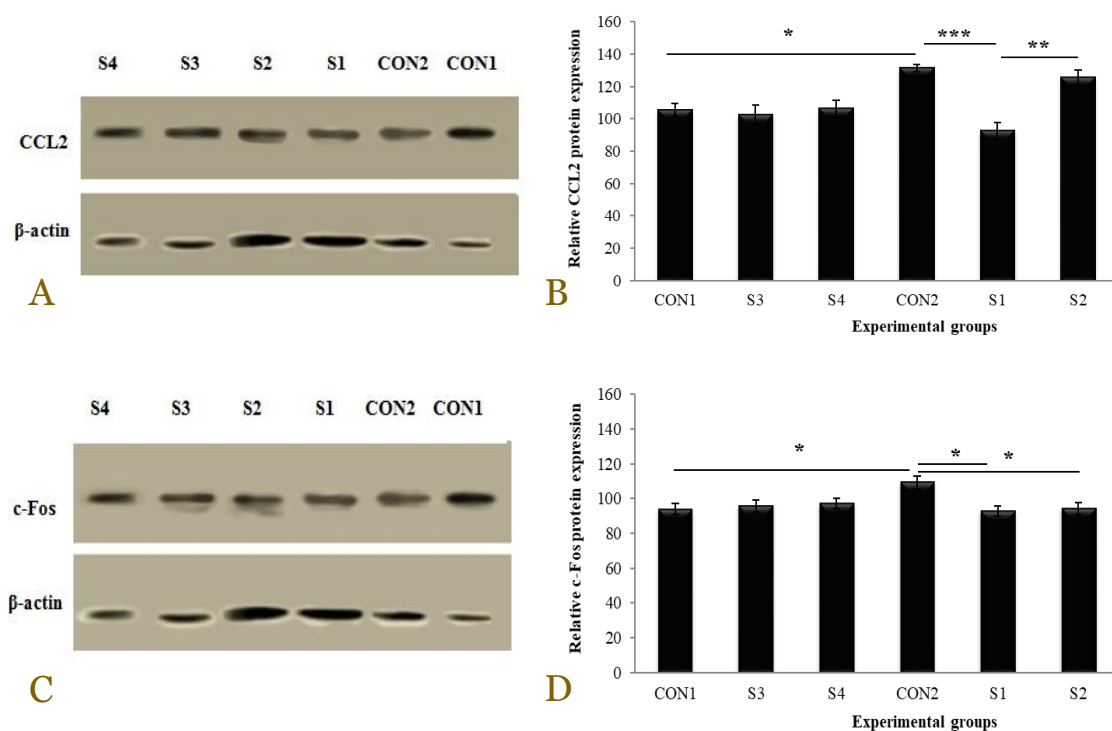 S4 S3 S2 S1 CON2 CON1
CCL2
β-actin
A
160
140
120
100
80
60
40
20
0
Relative CCL2 protein expression
* *** **
CON1 S3 S4 CON2 S1 S2
Experimental groups
B
S4 S3 S2 S1 CON2 CON1
c-Fos
β-actin
C
160
140
120
100
80
60
40
20
0
Relative c-Fos protein expression
* * *
CON1 S3 S4 CON2 S1 S2
Experimental groups
D